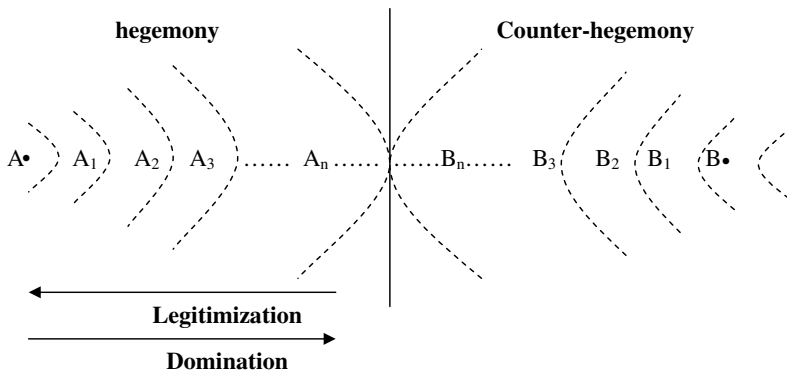 hegemony Counter-hegemony
A• A₁ A₂ A₃ ...... Aₙ ...... ......Bₙ...... B₃ B₂ B₁ B•
Legitimization
Domination